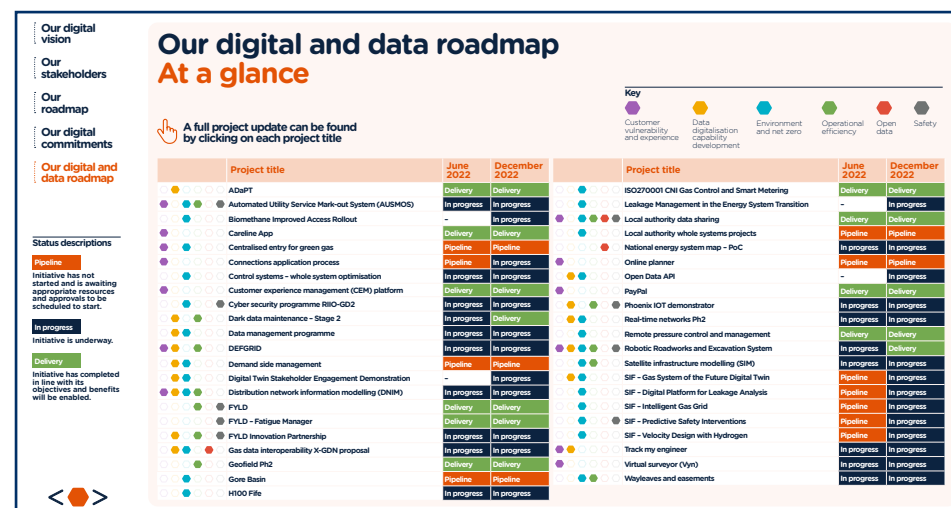 Our digital
vision
Our
stakeholders
Our
roadmap
Our digital
commitments
Our digital and
data roadmap
Status descriptions
Pipeline
Initiative has not
started and is awaiting
appropriate resources
and approvals to be
scheduled to start.
In progress
Initiative is underway.
Delivery
Initiative has completed
in line with its
objectives and benefits
will be enabled.
Our digital and data roadmap
At a glance
A full project update can be found
by clicking on each project title
Key
Customer
vulnerability
and experience
Data
digitalisation
capability
development
Environment
and net zero
Operational
efficiency
Open
data
Safety
Project title June 2022 December 2022
ADaPT Delivery Delivery
Automated Utility Service Mark-out System (AUSMOS) In progress In progress
Biomethane Improved Access Rollout – In progress
Careline App Delivery Delivery
Centralised entry for green gas Pipeline Pipeline
Connections application process Pipeline In progress
Control systems – whole system optimisation In progress In progress
Customer experience management (CEM) platform Delivery Delivery
Cyber security programme RIIO-GD2 In progress In progress
Dark data maintenance – Stage 2 In progress Delivery
Data management programme In progress In progress
DEFGRID In progress In progress
Demand side management Pipeline Pipeline
Digital Twin Stakeholder Engagement Demonstration – In progress
Distribution network information modelling (DNIM) In progress In progress
FYLD Delivery Delivery
FYLD – Fatigue Manager Delivery Delivery
FYLD Innovation Partnership In progress In progress
Gas data interoperability X-GDN proposal In progress In progress
Geofield Ph2 Delivery Delivery
Gore Basin Pipeline Pipeline
H100 Fife In progress In progress
Project title June 2022 December 2022
ISO270001 CNI Gas Control and Smart Metering Delivery Delivery
Leakage Management in the Energy System Transition – In progress
Local authority data sharing Delivery Delivery
Local authority whole systems projects Pipeline Pipeline
National energy system map – PoC In progress In progress
Online planner Pipeline Pipeline
Open Data API – In progress
PayPal Delivery Delivery
Phoenix IOT demonstrator In progress In progress
Real-time networks Ph2 In progress In progress
Remote pressure control and management Delivery Delivery
Robotic Roadworks and Excavation System In progress Delivery
Satellite infrastructure modelling (SIM) In progress In progress
SIF – Gas System of the Future Digital Twin Pipeline In progress
SIF – Digital Platform for Leakage Analysis Pipeline In progress
SIF – Intelligent Gas Grid Pipeline In progress
SIF – Predictive Safety Interventions Pipeline In progress
SIF – Velocity Design with Hydrogen Pipeline In progress
Track my engineer In progress In progress
Virtual surveyor (Vyn) In progress In progress
Wayleaves and easements In progress In progress